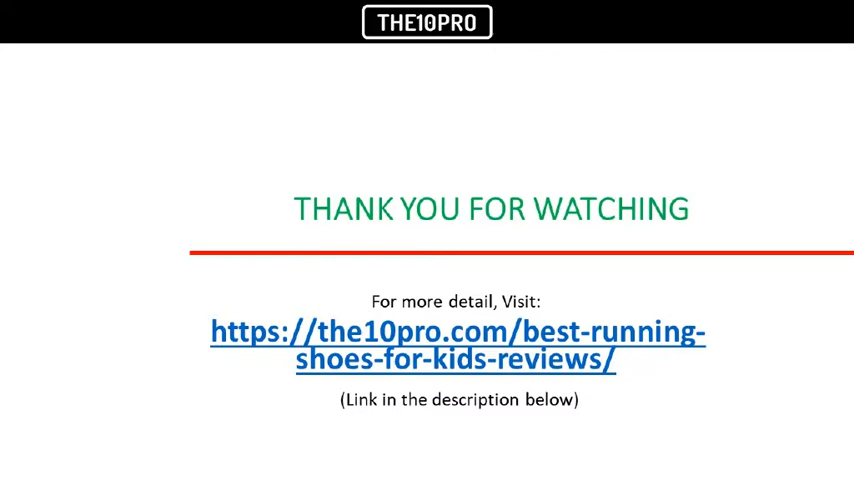 THE10PRO
THANK YOU FOR WATCHING
For more detail, Visit:
https://the10pro.com/best-running-
shoes-for-kids-reviews/
(Link in the description below)